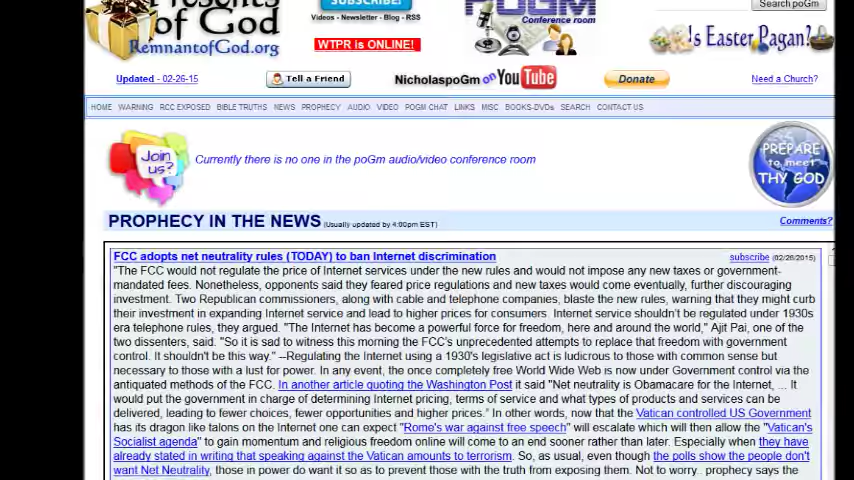 Presents
of God
RemnantofGod.org
SUBSCRIBE!
Videos - Newsletter - Blog - RSS
WTPR is ONLINE!
POGM
Conference room
Search poGm
Is Easter Pagan?
Updated - 02-26-15
Tell a Friend
NicholaspoGm on YouTube
Donate
Need a Church?
HOME WARNING RCC EXPOSED BIBLE TRUTHS NEWS PROPHECY AUDIO VIDEO POGM CHAT LINKS MISC BOOKS-DVDs SEARCH CONTACT US
Join us?
Currently there is no one in the poGm audio/video conference room
PREPARE
to meet
THY GOD
PROPHECY IN THE NEWS (Usually updated by 4:00pm EST)
Comments?
FCC adopts net neutrality rules (TODAY) to ban Internet discrimination
subscribe (02/26/2015)
"The FCC would not regulate the price of Internet services under the new rules and would not impose any new taxes or government-
mandated fees. Nonetheless, opponents said they feared price regulations and new taxes would come eventually, further discouraging
investment. Two Republican commissioners, along with cable and telephone companies, blaste the new rules, warning that they might curb
their investment in expanding Internet service and lead to higher prices for consumers. Internet service shouldn'tbe regulated under 1930s
era telephone rules, they argued. "The Internet has become a powerful force for freedom, here and around the world," Ajit Pai, one of the
two dissenters, said. "So it is sad to witness this morning the FCC's unprecedented attempts to replace that freedom with government
control. It shouldn't be this way." --Regulating the Internet using a 1930's legislative act is ludicrous to those with common sense but
necessary to those with a lust for power. In any event, the once completely free World Wide Web is now under Government control via the
antiquated methods of the FCC. In another article quoting the Washington Post it said "Net neutrality is Obamacare for the Internet, ... It
would put the government in charge of determining Internet pricing, terms of service and what types of products and services can be
delivered, leading to fewer choices, fewer opportunities and higher prices." In other words, now that the Vatican controlled US Government
has its dragon like talons on the Internet one can expect "Rome's war against free speech" will escalate which will then allow the "Vatican's
Socialist agenda" to gain momentum and religious freedom online will come to an end sooner rather than later. Especially when they have
already stated in writing that speaking against the Vatican amounts to terrorism. So, as usual, even though the polls show the people don't
want Net Neutrality, those in power do want it so as to prevent those with the truth from exposing them. Not to worry.. prophecy says the